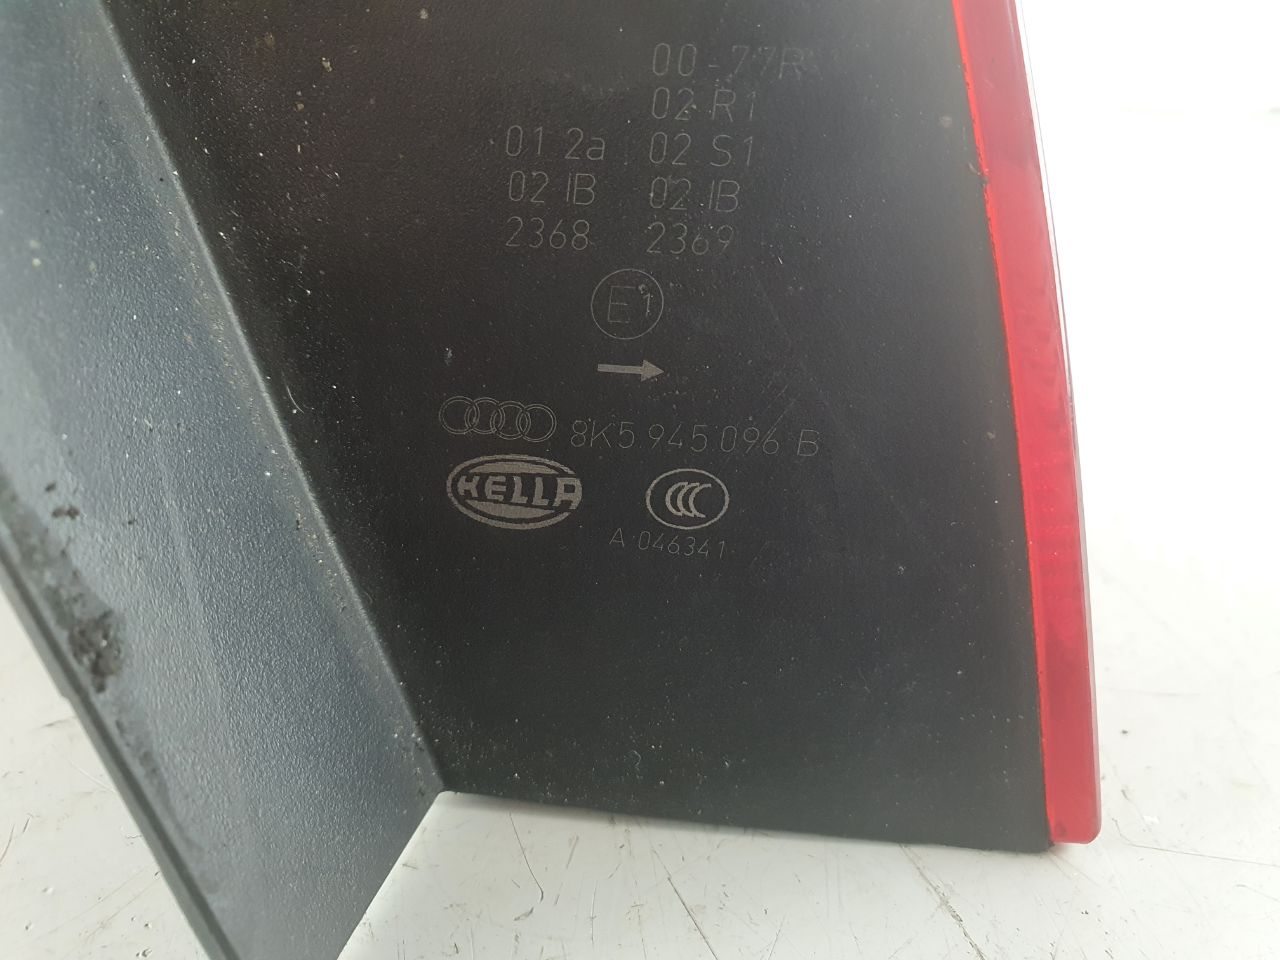 00-77R
02 R1
01 2a 02 S1
02 IB 02 IB
2368 2369
E1
8K5 945 096 B
HELLA CCC
A 046341